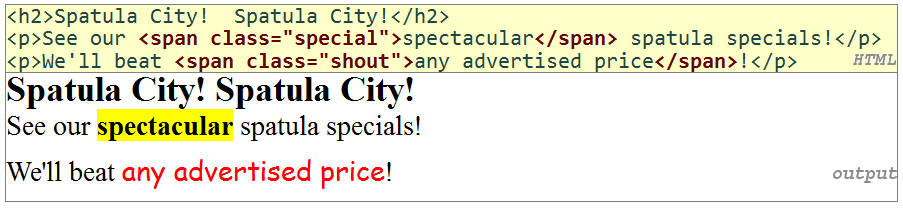 <h2>Spatula City!  Spatula City!</h2>
<p>See our <span class="special">spectacular</span> spatula specials!</p>
<p>We'll beat <span class="shout">any advertised price</span>!</p> HTML
Spatula City! Spatula City!
See our spectacular spatula specials!
We'll beat any advertised price!
output